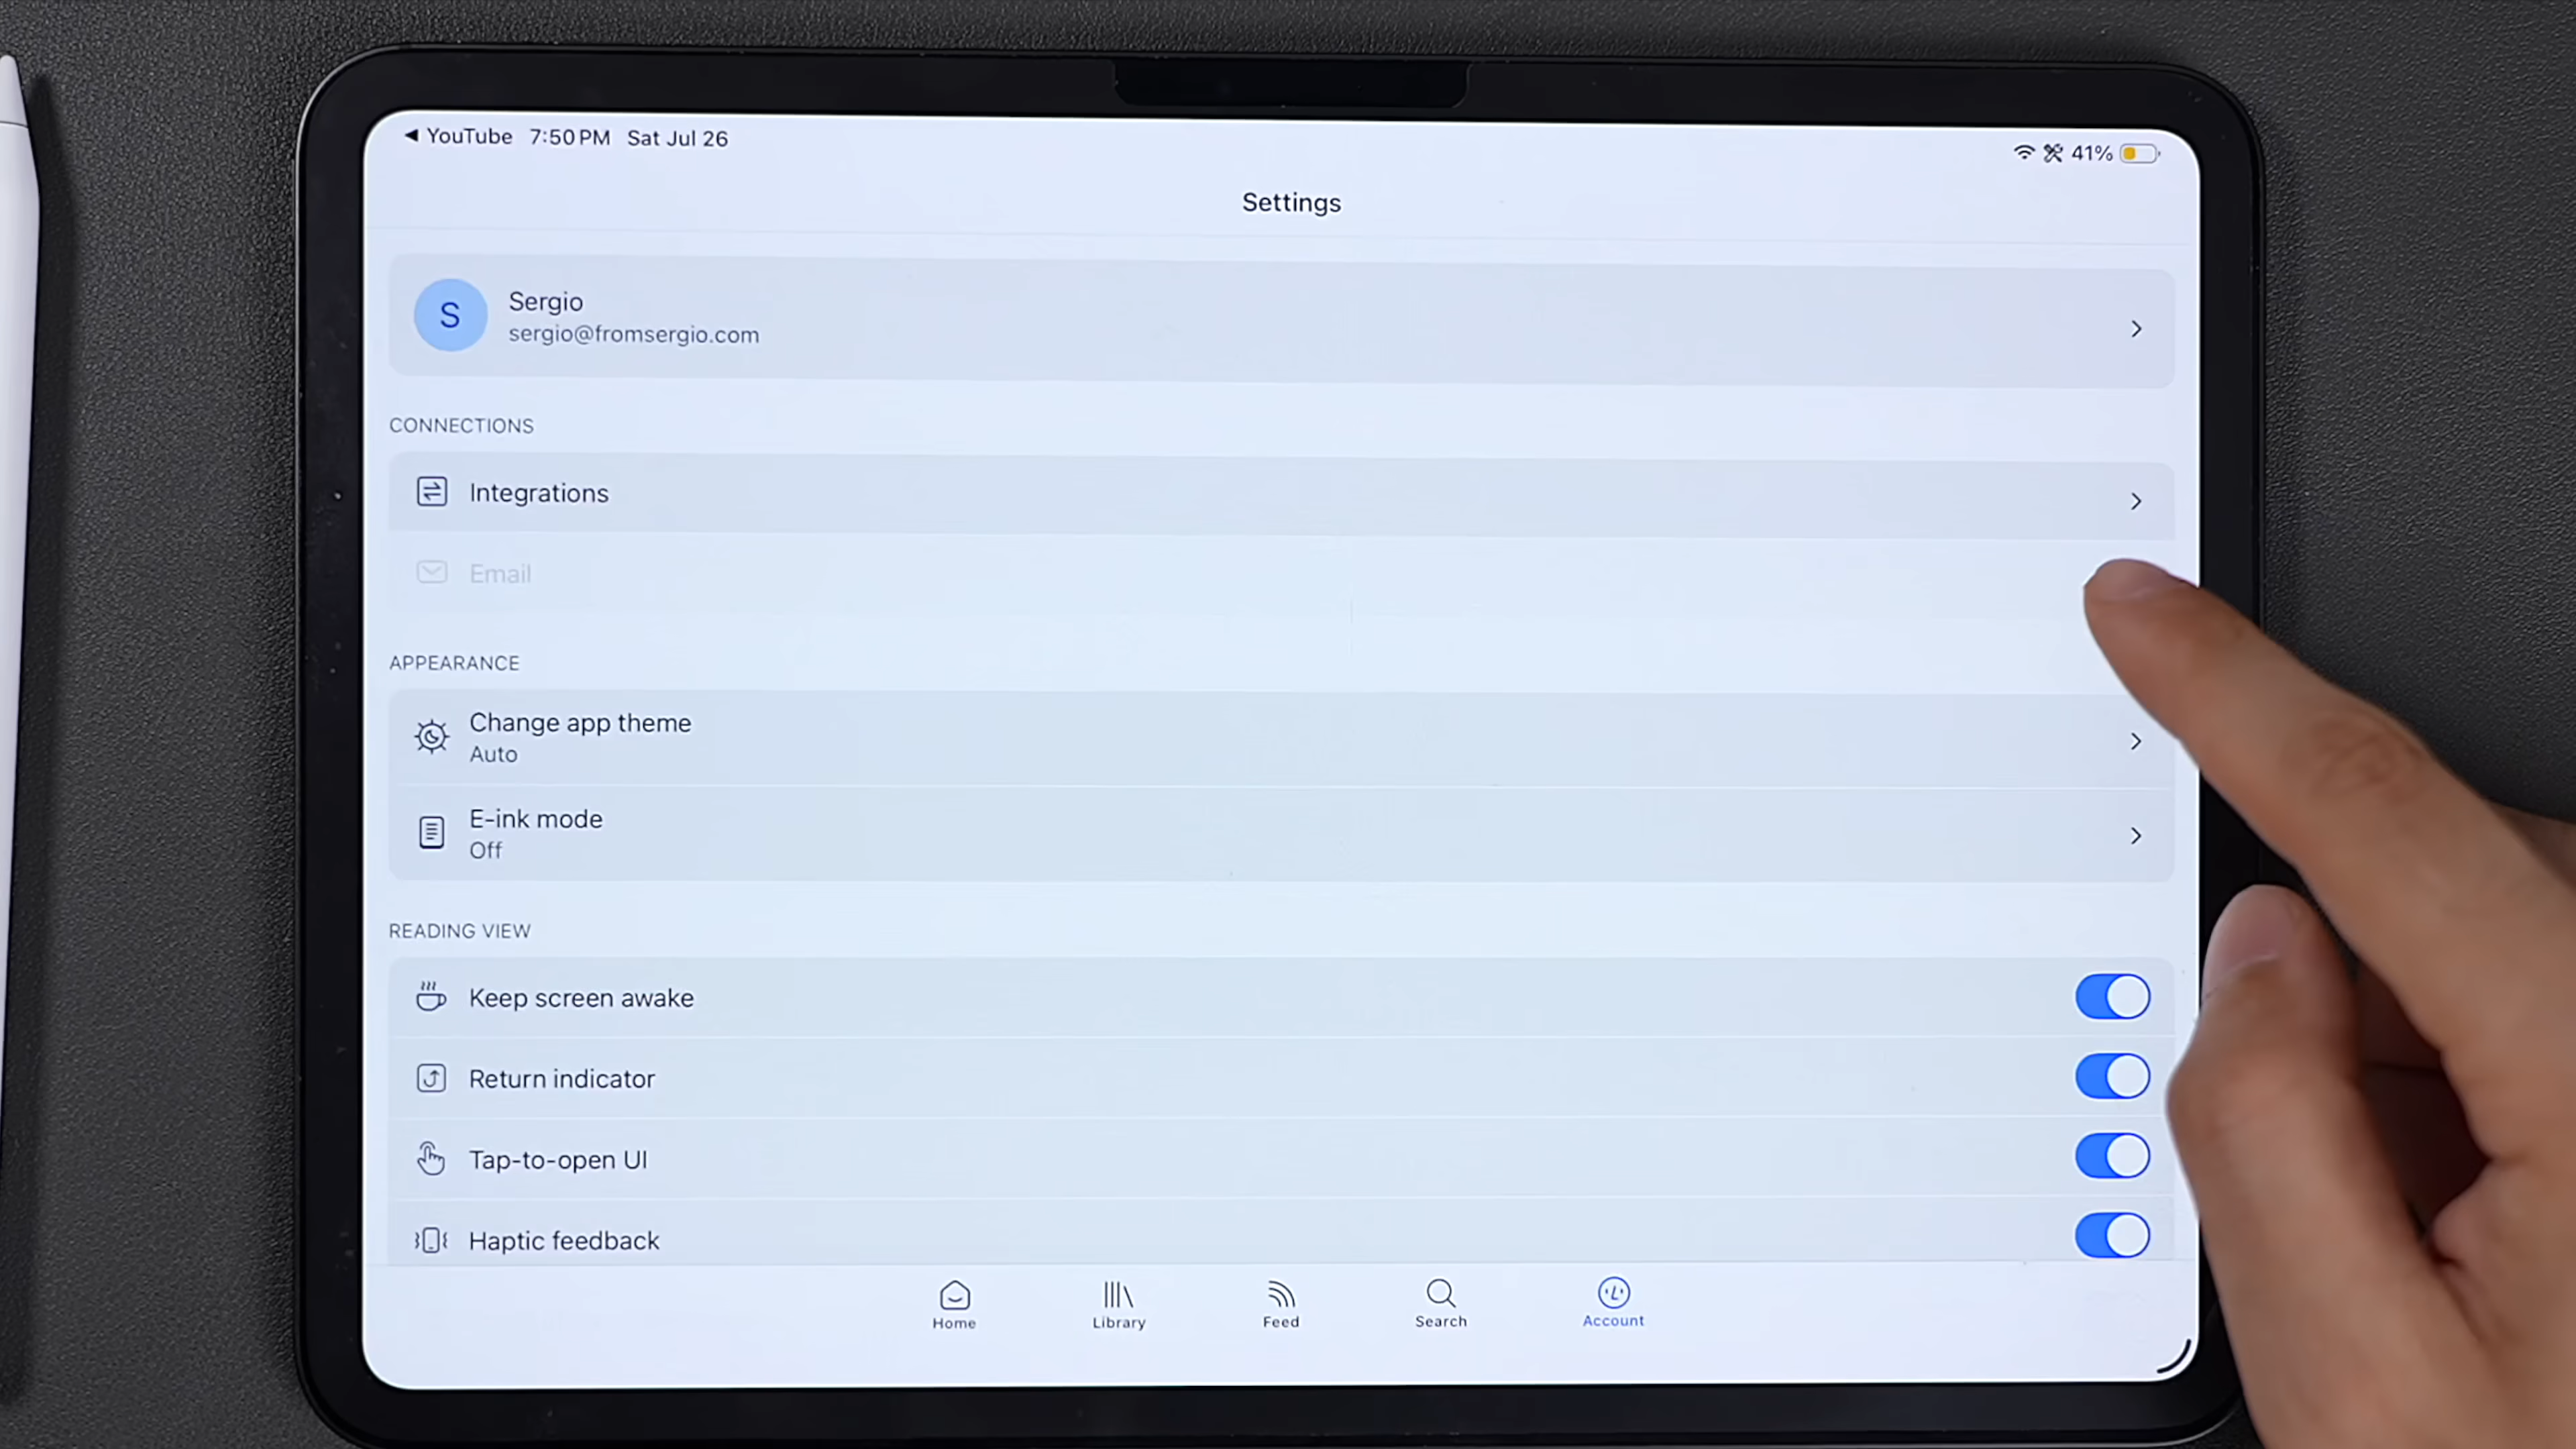 ◀ YouTube 7:50 PM Sat Jul 26
41%
Settings
S
Sergio
sergio@fromsergio.com
CONNECTIONS
Integrations
Email
APPEARANCE
Change app theme
Auto
E-ink mode
Off
READING VIEW
Keep screen awake
Return indicator
Tap-to-open UI
Haptic feedback
Home
Library
Feed
Search
Account